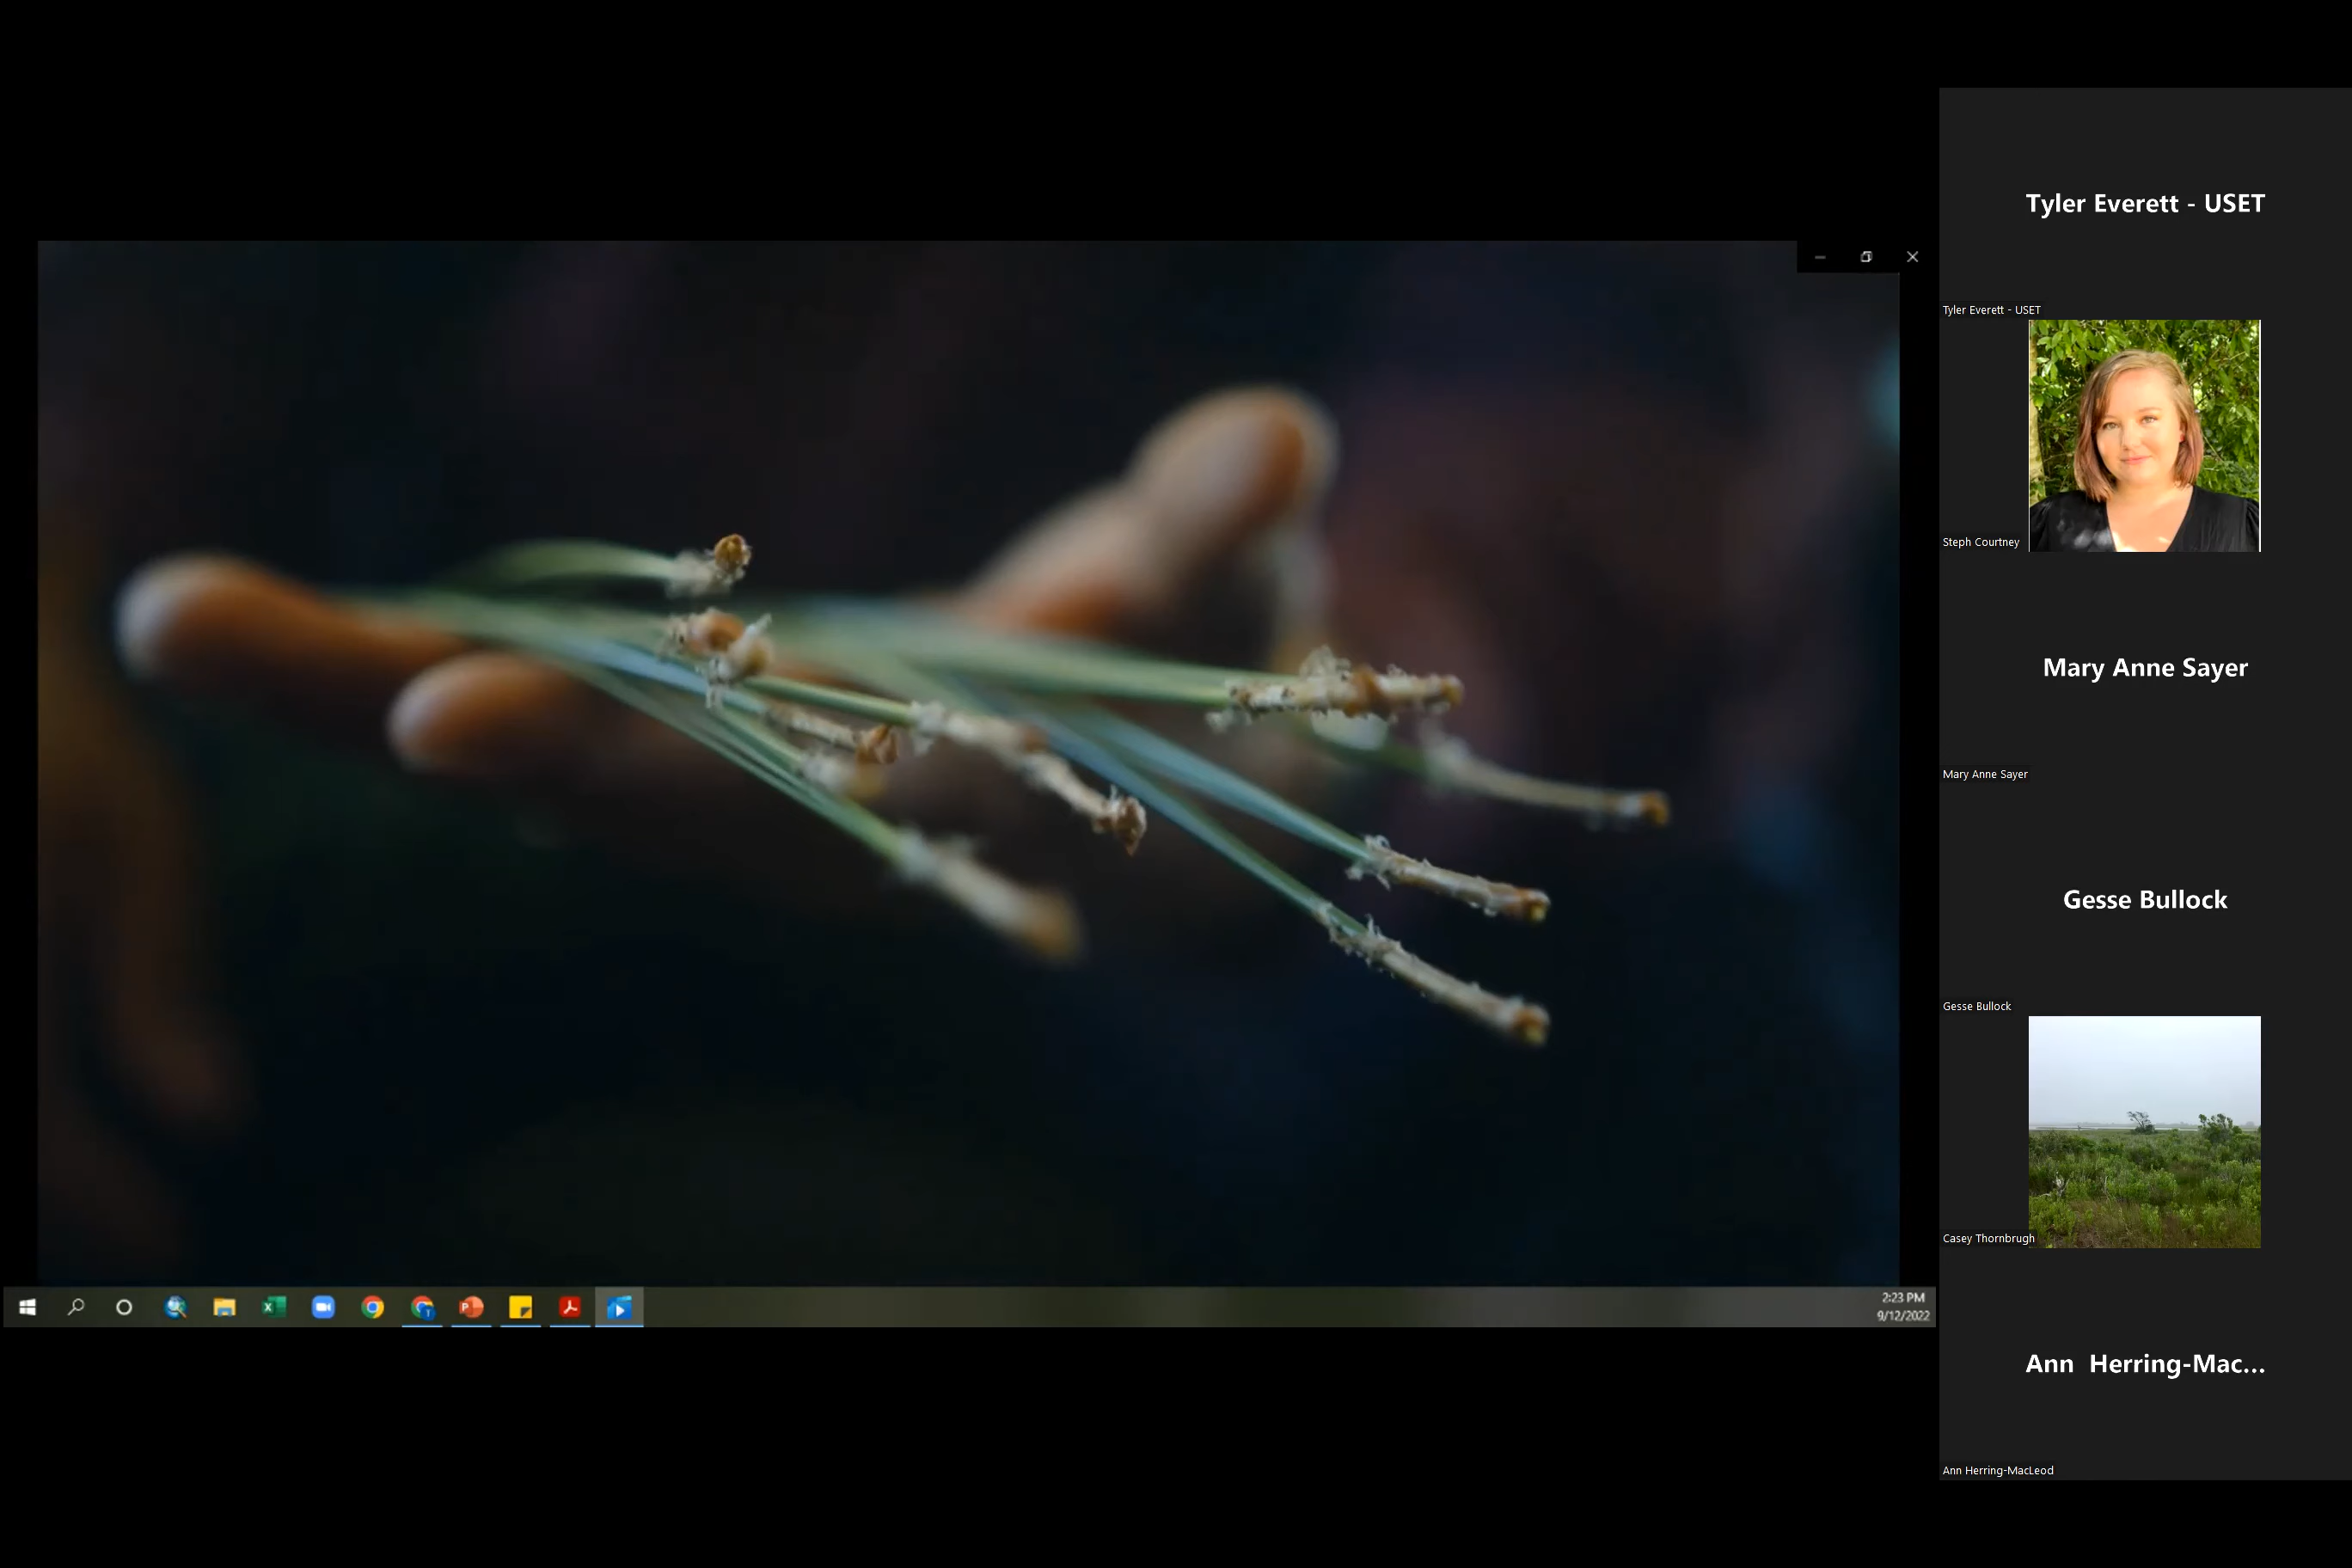 Tyler Everett - USET
Tyler Everett - USET
Steph Courtney
Mary Anne Sayer
Mary Anne Sayer
Gesse Bullock
Gesse Bullock
Casey Thornbrugh
Ann Herring-Mac...
Ann Herring-MacLeod
2:23 PM
9/12/2022